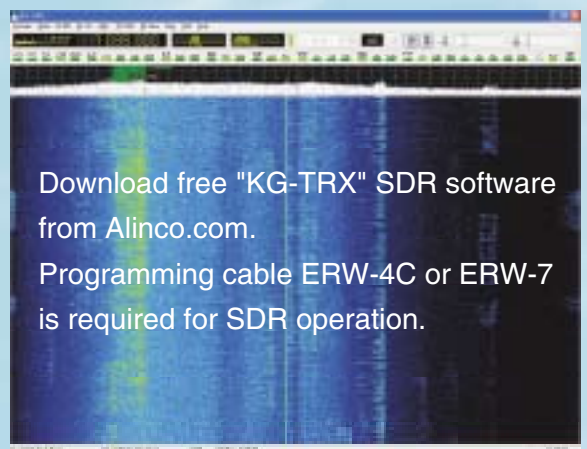 Download free "KG-TRX" SDR software
from Alinco.com.
Programming cable ERW-4C or ERW-7
is required for SDR operation.